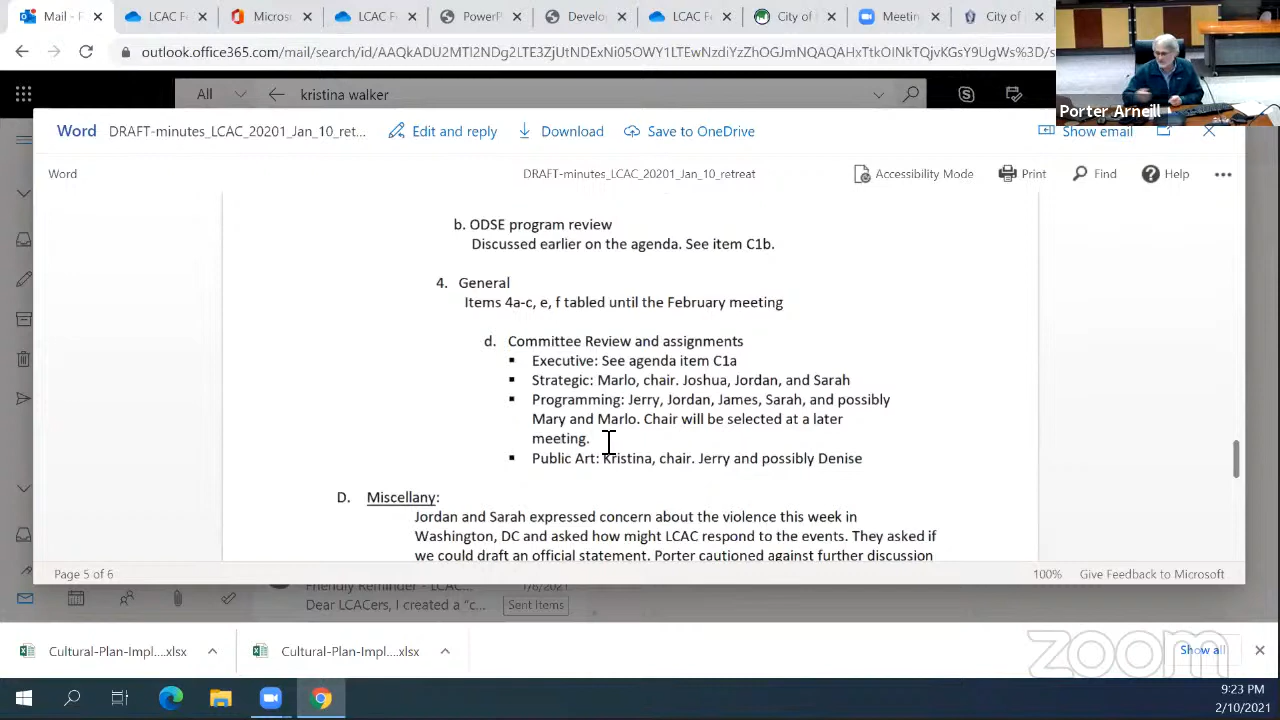 LCAC - P
Micros
LCAC F
PowerP
Develo
LCAC F
City of
Meetin
City of
outlook.office365.com/mail/search/id/
All
kristina walker
Porter Arneill
Word DRAFT-minutes_LCAC_20201_Jan_10_ret... Edit and reply Download Save to OneDrive Show email
Word DRAFT-minutes_LCAC_20201_Jan_10_retreat Accessibility Mode Print Find Help
b. ODSE program review
Discussed earlier on the agenda. See item C1b.
4. General
Items 4a-c, e, f tabled until the February meeting
d. Committee Review and assignments
▪ Executive: See agenda item C1a
▪ Strategic: Marlo, chair. Joshua, Jordan, and Sarah
▪ Programming: Jerry, Jordan, James, Sarah, and possibly
Mary and Marlo. Chair will be selected at a later
meeting.
▪ Public Art: Kristina, chair. Jerry and possibly Denise
D. Miscellany:
Jordan and Sarah expressed concern about the violence this week in
Washington, DC and asked how might LCAC respond to the events. They asked if
we could draft an official statement. Porter cautioned against further discussion
Page 5 of 6 100% Give Feedback to Microsoft
Friendly Reminder - LCAC... 1/6/2021
Dear LCACers, I created a "c... Sent Items
zoom
Cultural-Plan-Impl....xlsx Cultural-Plan-Impl....xlsx Show all
9:23 PM
2/10/2021